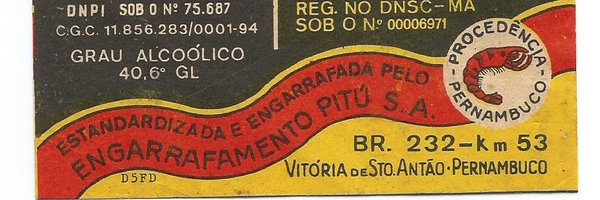 DNPI SOB O Nº 75.687
C.G.C. 11.856.283/0001-94
GRAU ALCOÓLICO
40,6º GL
REG. NO DNSC-MA
SOB O Nº 00006971
PROCEDÊNCIA
PERNAMBUCO
ESTANDARDIZADA E ENGARRAFADA PELO
ENGARRAFAMENTO PITÚ S.A.
D5FD
BR. 232-Km 53
VITÓRIA DE STO. ANTÃO-PERNAMBUCO